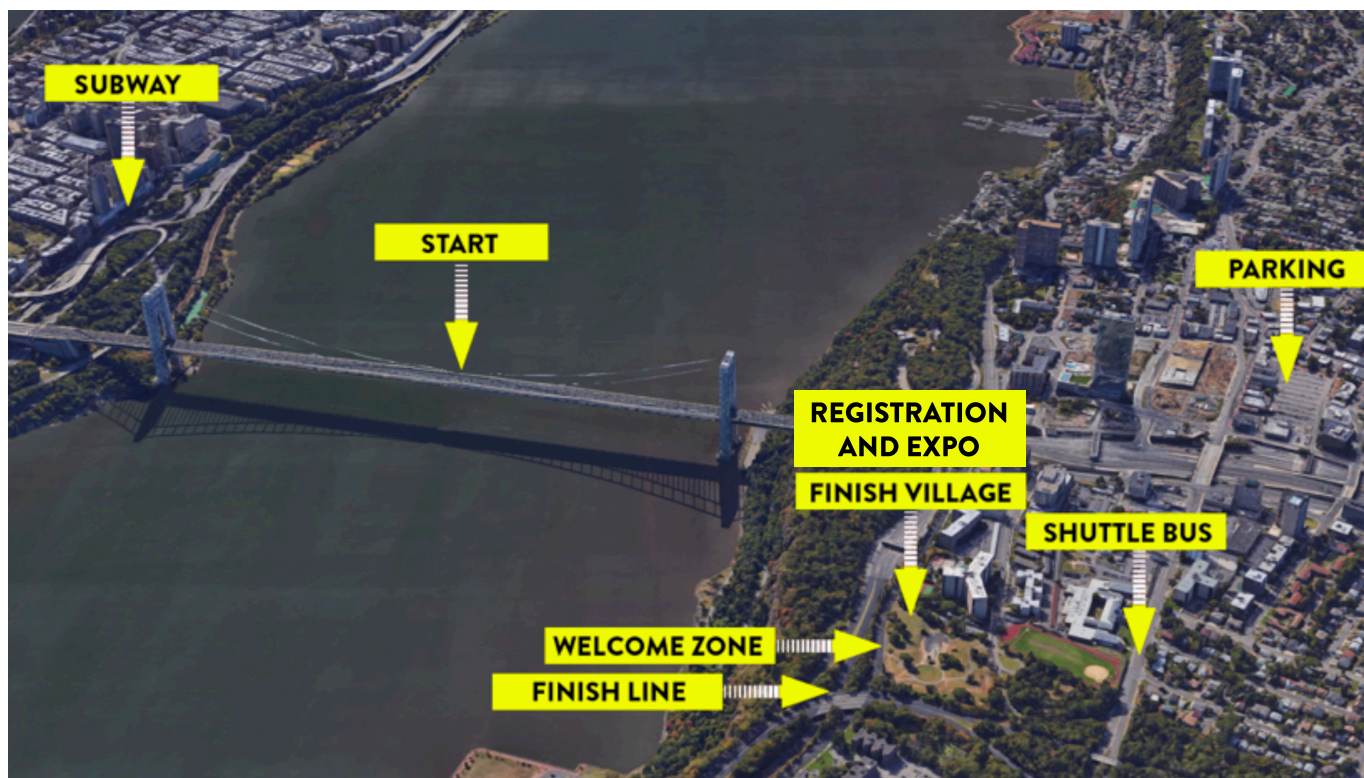 SUBWAY
START
PARKING
REGISTRATION
AND EXPO
FINISH VILLAGE
SHUTTLE BUS
WELCOME ZONE
FINISH LINE